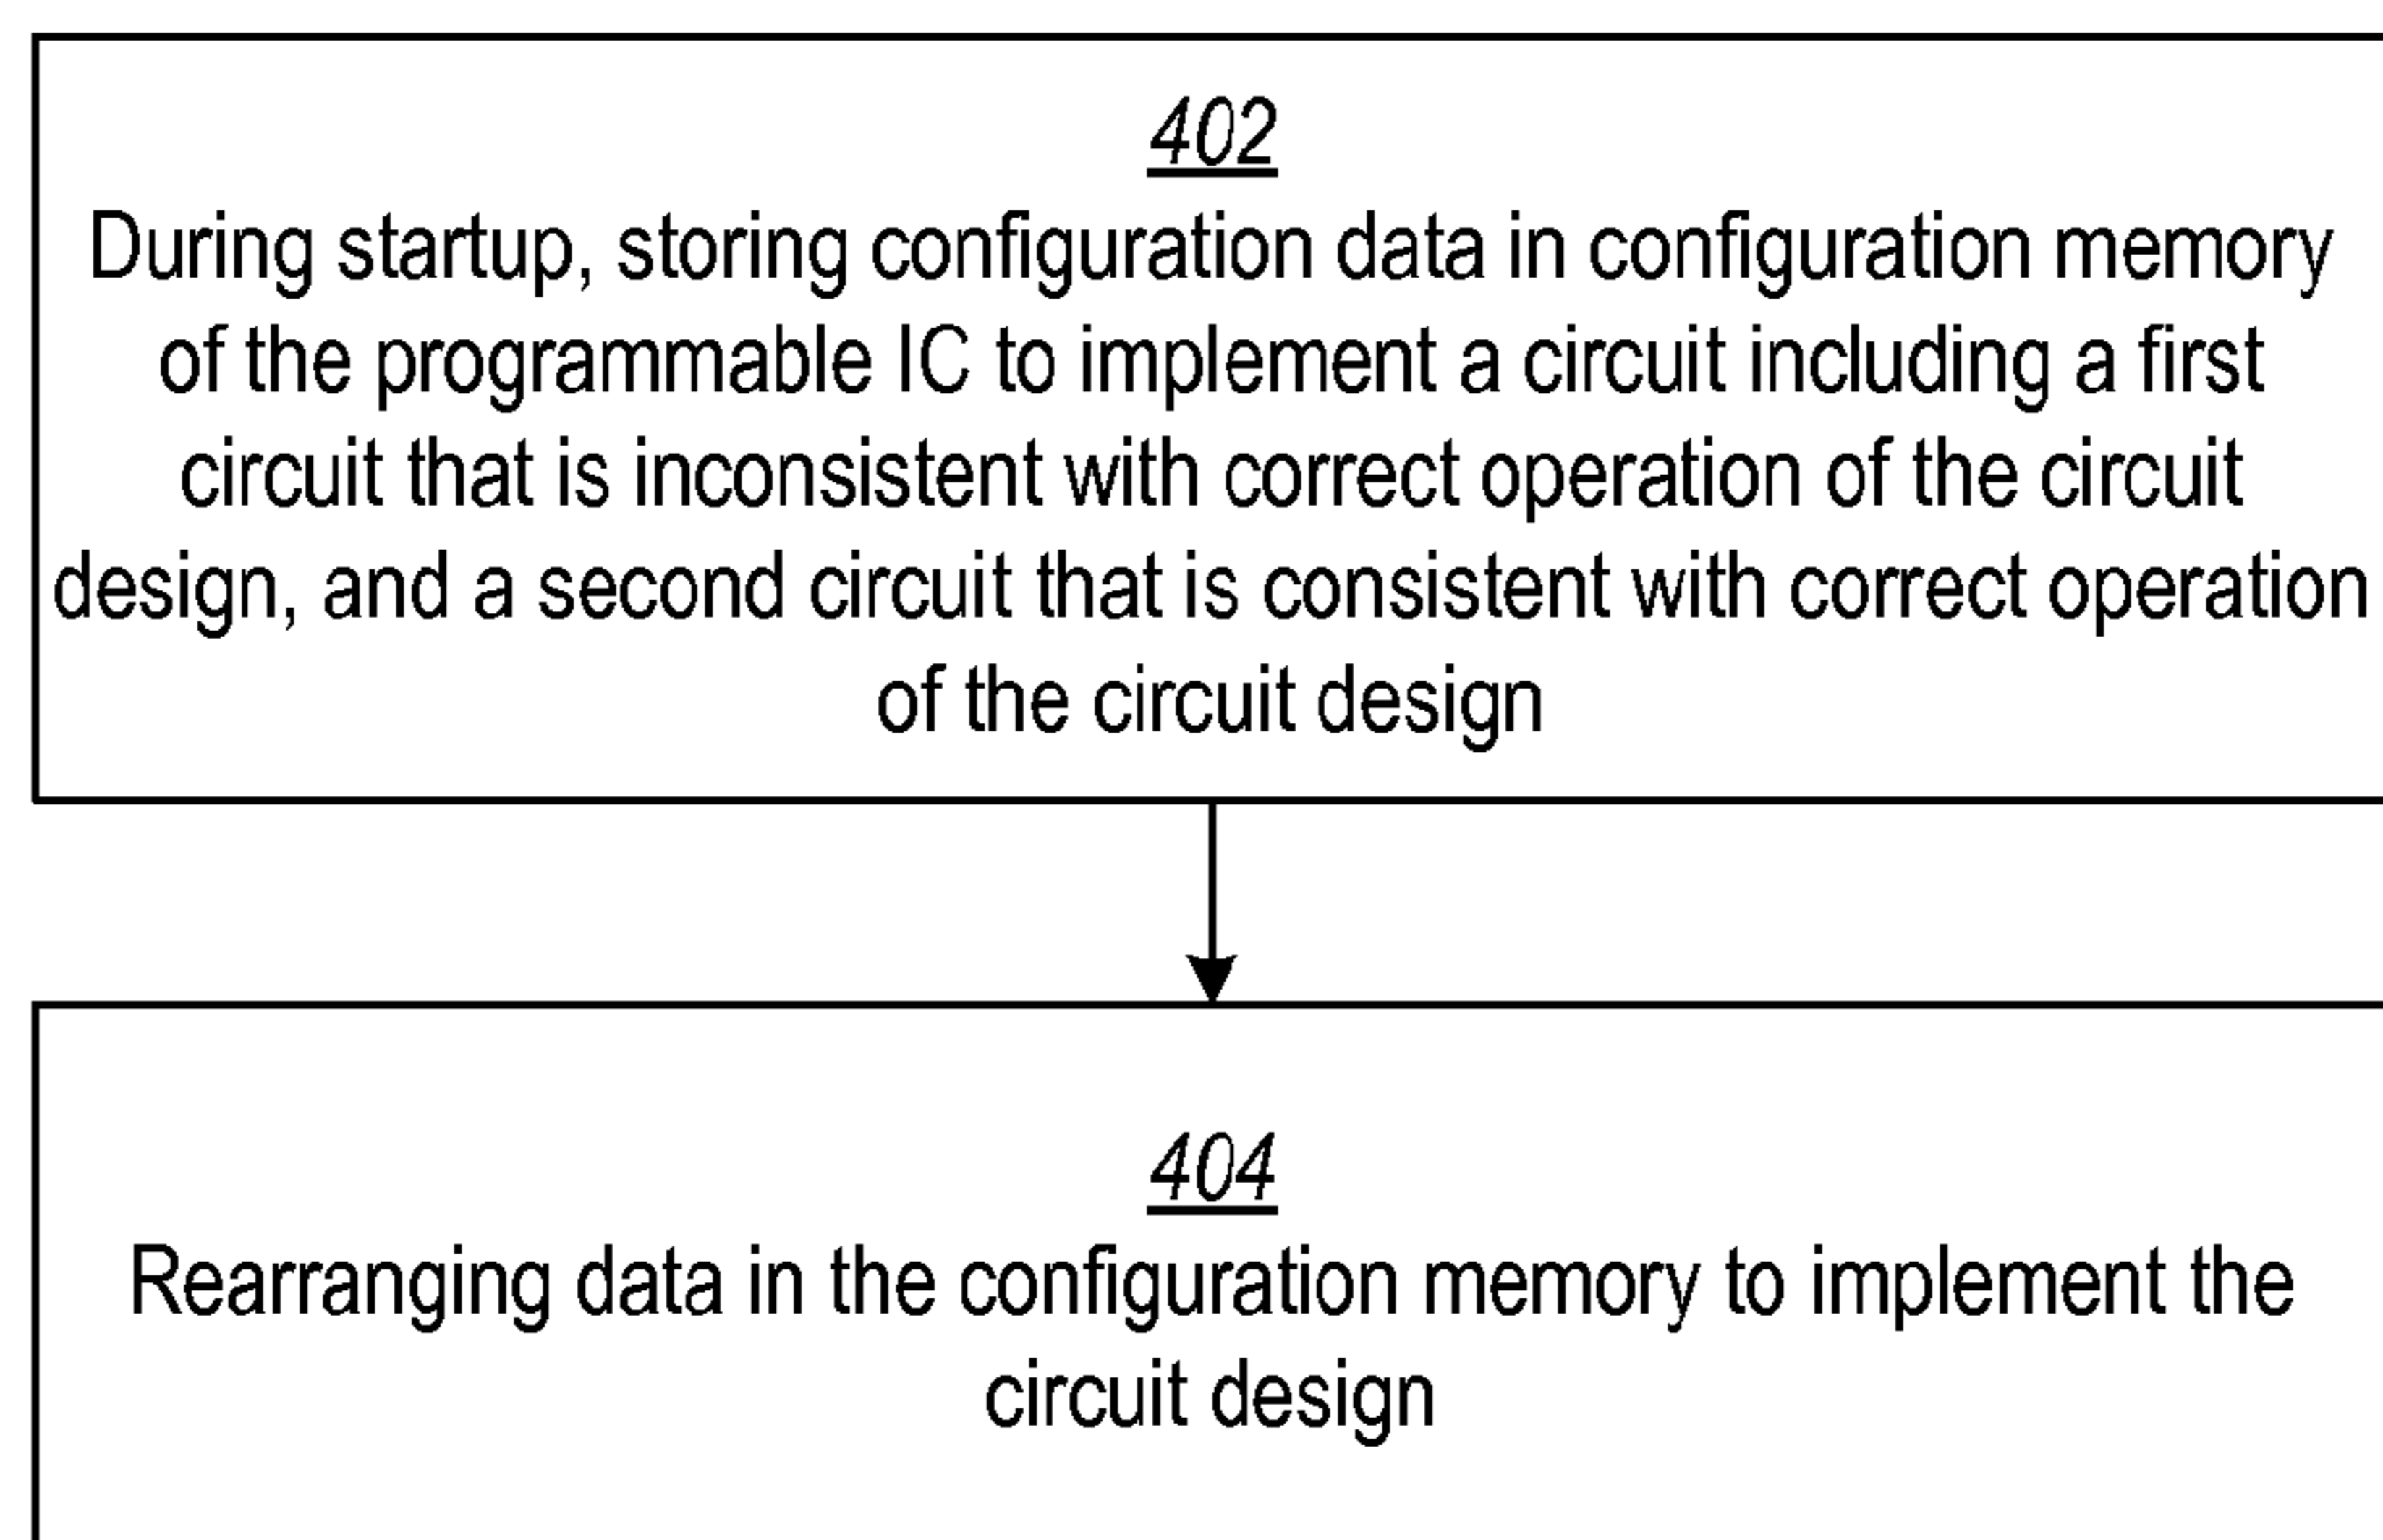 402
During startup, storing configuration data in configuration memory
of the programmable IC to implement a circuit including a first
circuit that is inconsistent with correct operation of the circuit
design, and a second circuit that is consistent with correct operation
of the circuit design
404
Rearranging data in the configuration memory to implement the
circuit design